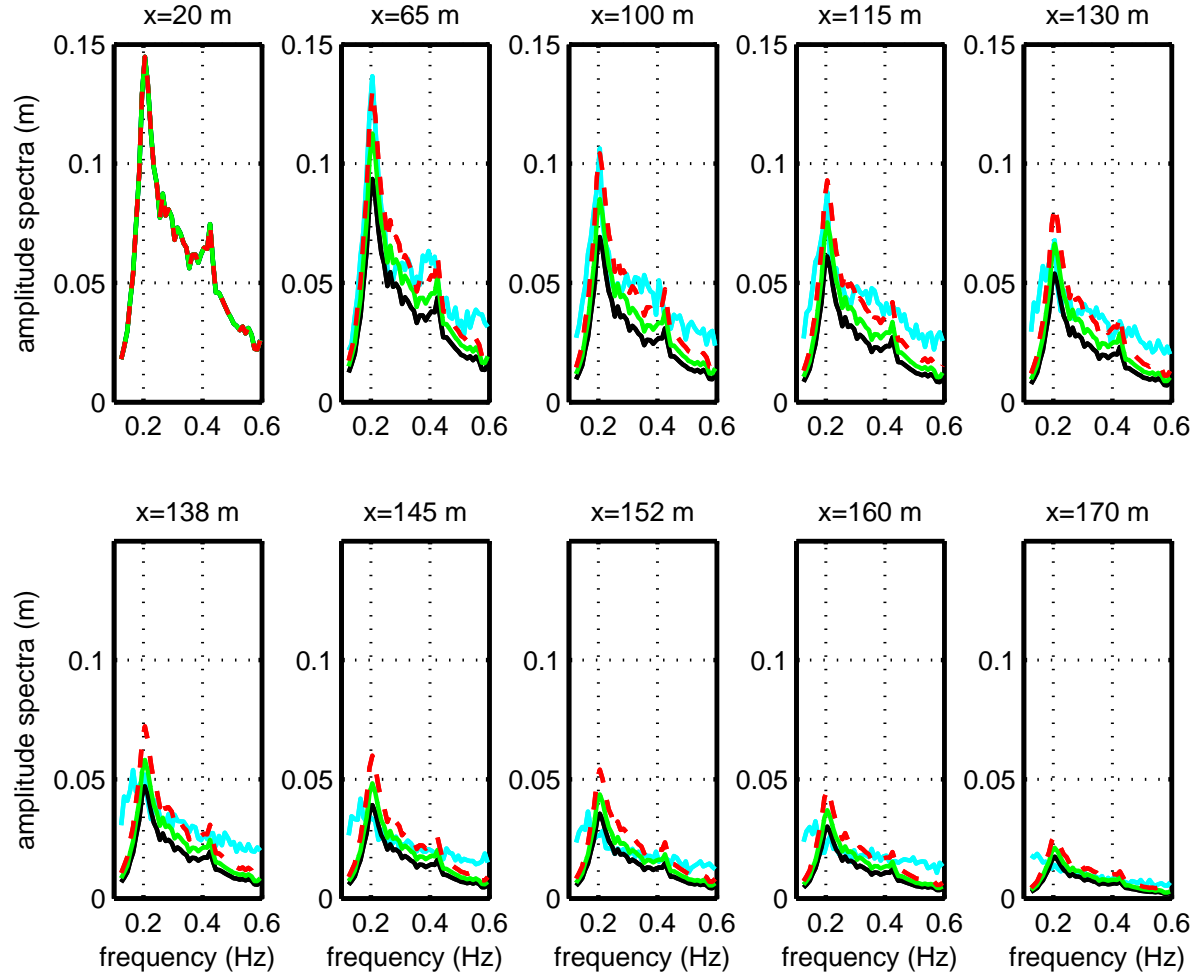 x=20 m x=65 m x=100 m x=115 m x=130 m
0.15 0.15 0.15 0.15 0.15
0.1 0.1 0.1 0.1 0.1
0.05 0.05 0.05 0.05 0.05
0 0 0 0 0
0.2 0.4 0.6 0.2 0.4 0.6 0.2 0.4 0.6 0.2 0.4 0.6 0.2 0.4 0.6
amplitude spectra (m)
x=138 m x=145 m x=152 m x=160 m x=170 m
0.1 0.1 0.1 0.1 0.1
0.05 0.05 0.05 0.05 0.05
0 0 0 0 0
0.2 0.4 0.6 0.2 0.4 0.6 0.2 0.4 0.6 0.2 0.4 0.6 0.2 0.4 0.6
amplitude spectra (m)
frequency (Hz) frequency (Hz) frequency (Hz) frequency (Hz) frequency (Hz)